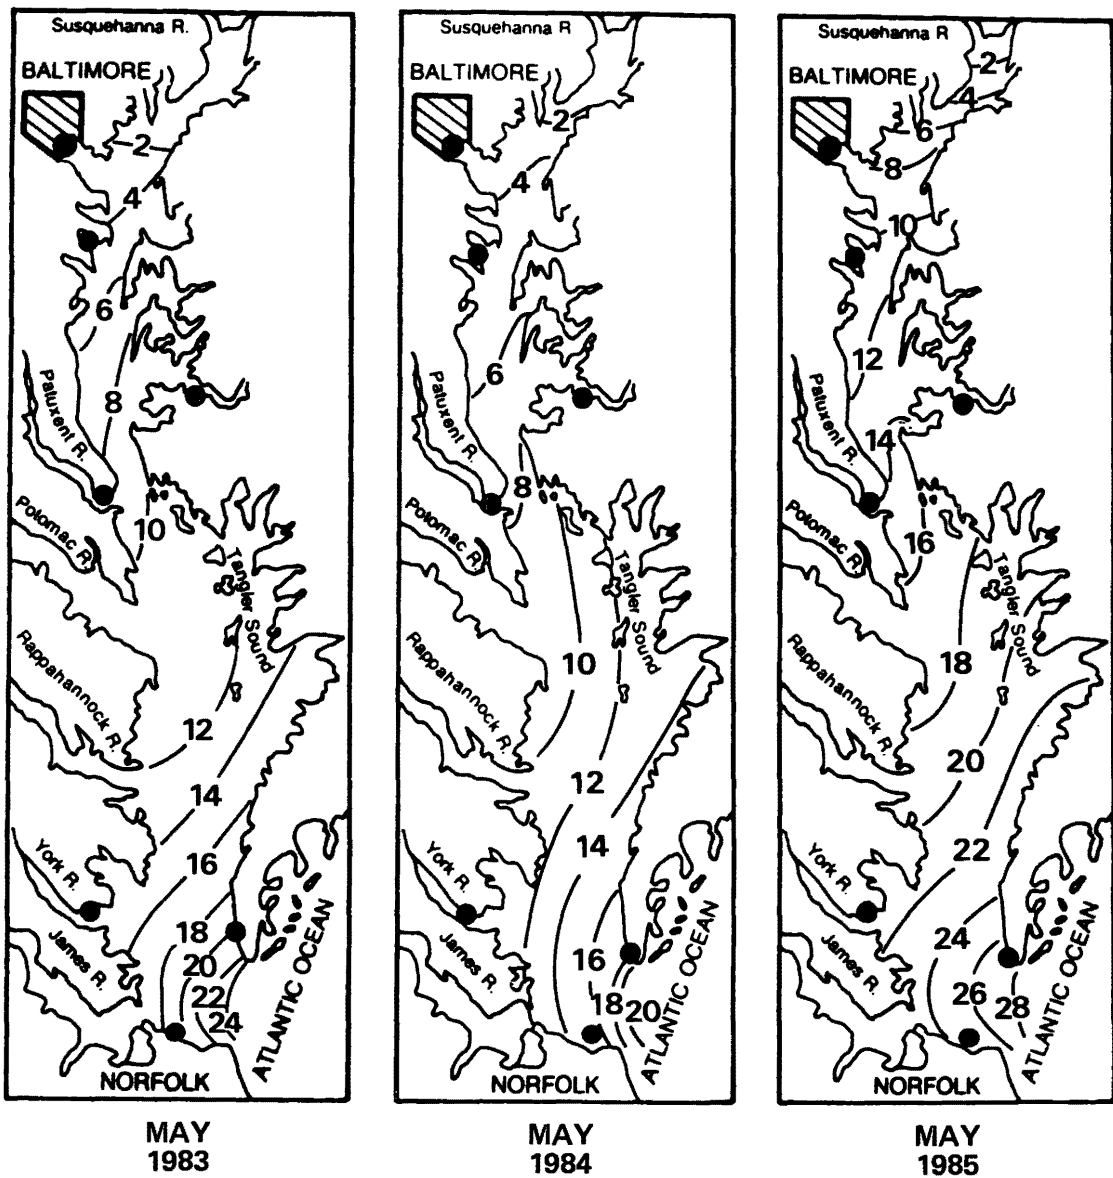 Susquehanna R.
BALTIMORE
2
4
6
8
Patuxent R.
10
Potomac R.
Tangier Sound
Rappahannock R.
12
14
16
York R.
18
James R.
20
22
24
ATLANTIC OCEAN
NORFOLK
MAY
1983
Susquehanna R
BALTIMORE
2
4
6
Patuxent R.
8
Potomac R.
Tangier Sound
10
Rappahannock R.
12
14
York R.
James R.
16
18
20
ATLANTIC OCEAN
NORFOLK
MAY
1984
Susquehanna R
2
BALTIMORE
4
6
8
10
12
Patuxent R.
14
16
Potomac R.
Tangier Sound
18
Rappahannock R.
20
22
York R.
24
James R.
26
28
ATLANTIC OCEAN
NORFOLK
MAY
1985